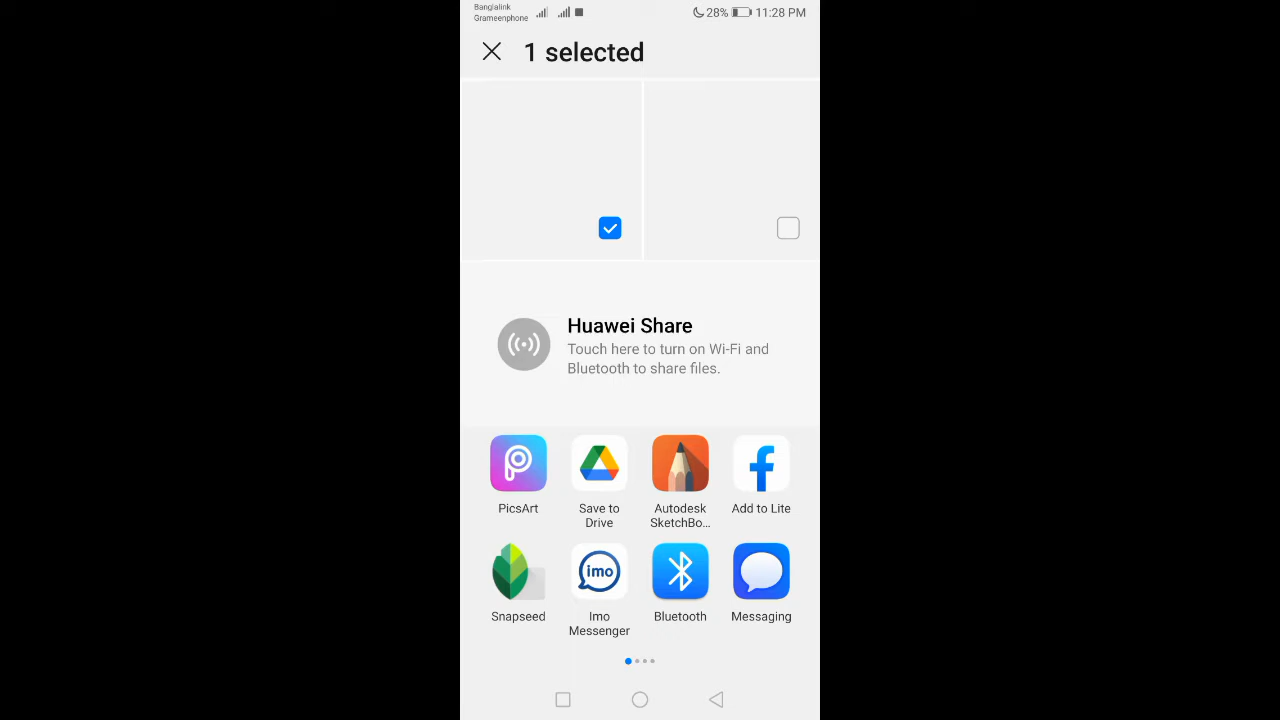 Banglalink
Grameenphone
28% 11:28 PM
1 selected
Huawei Share
Touch here to turn on Wi-Fi and
Bluetooth to share files.
PicsArt
Save to
Drive
Autodesk
SketchBo...
Add to Lite
imo
Snapseed
Imo
Messenger
Bluetooth
Messaging